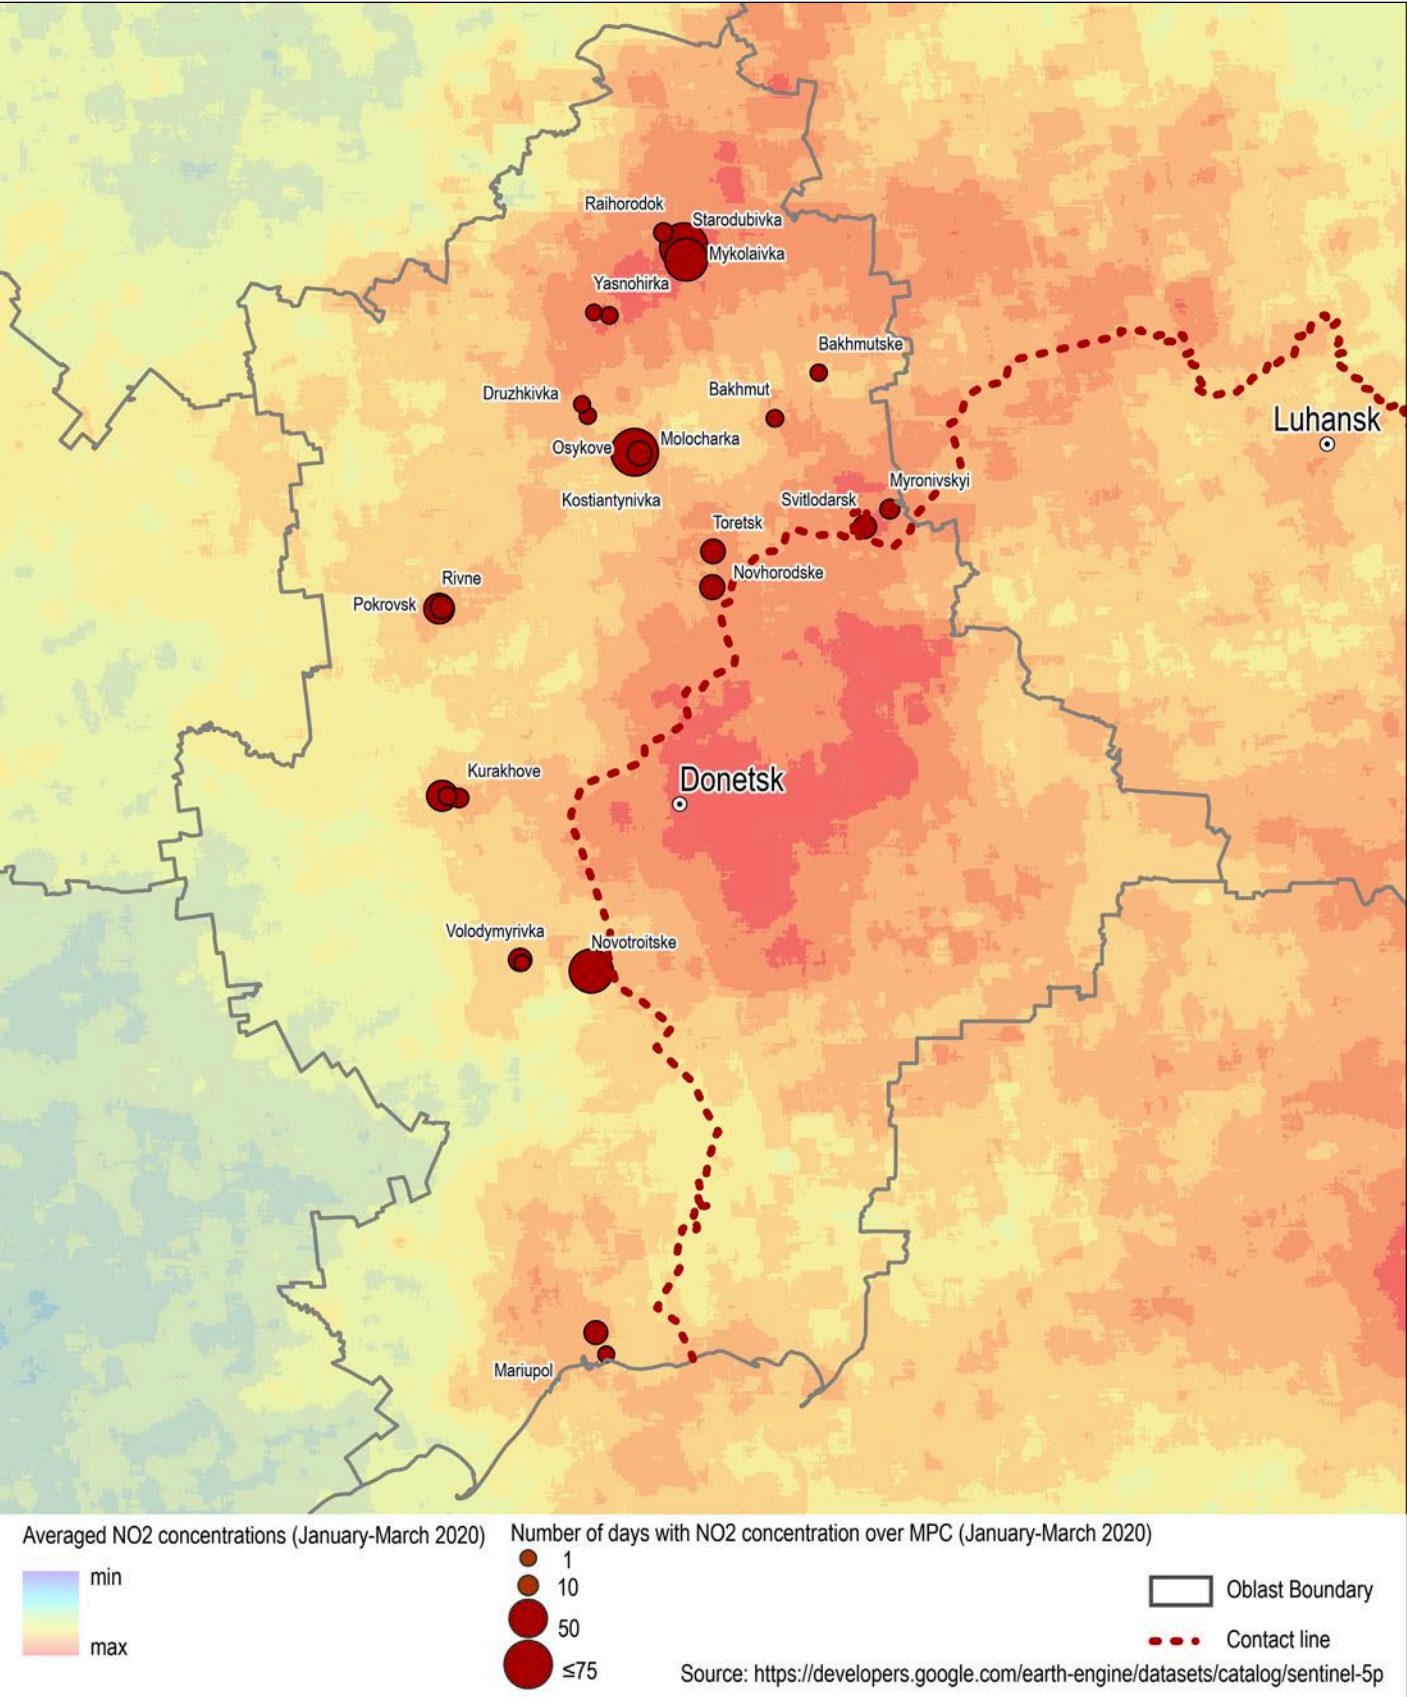 Raihorodok
Starodubivka
Mykolaivka
Yasnohirka
Bakhmutske
Druzhkivka
Bakhmut
Luhansk
Molocharka
Osykove
Myronivskyi
Kostiantynivka
Svitlodarsk
Toretsk
Novhorodske
Rivne
Pokrovsk
Kurakhove
Donetsk
Volodymyrivka
Novotroitske
Mariupol
Averaged NO2 concentrations (January-March 2020)
min
max
Number of days with NO2 concentration over MPC (January-March 2020)
1
10
50
≤75
Oblast Boundary
Contact line
Source: https://developers.google.com/earth-engine/datasets/catalog/sentinel-5p